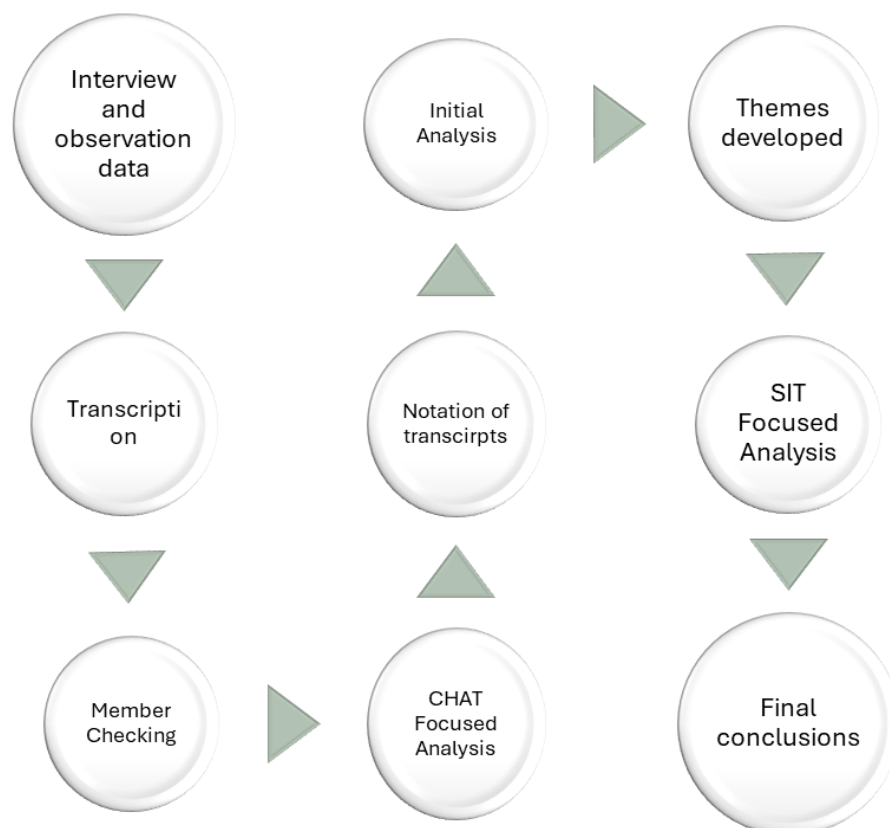 Interview
and
observation
data
Transcripti
on
Member
Checking
CHAT
Focused
Analysis
Notation of
transcirpts
Initial
Analysis
Themes
developed
SIT
Focused
Analysis
Final
conclusions